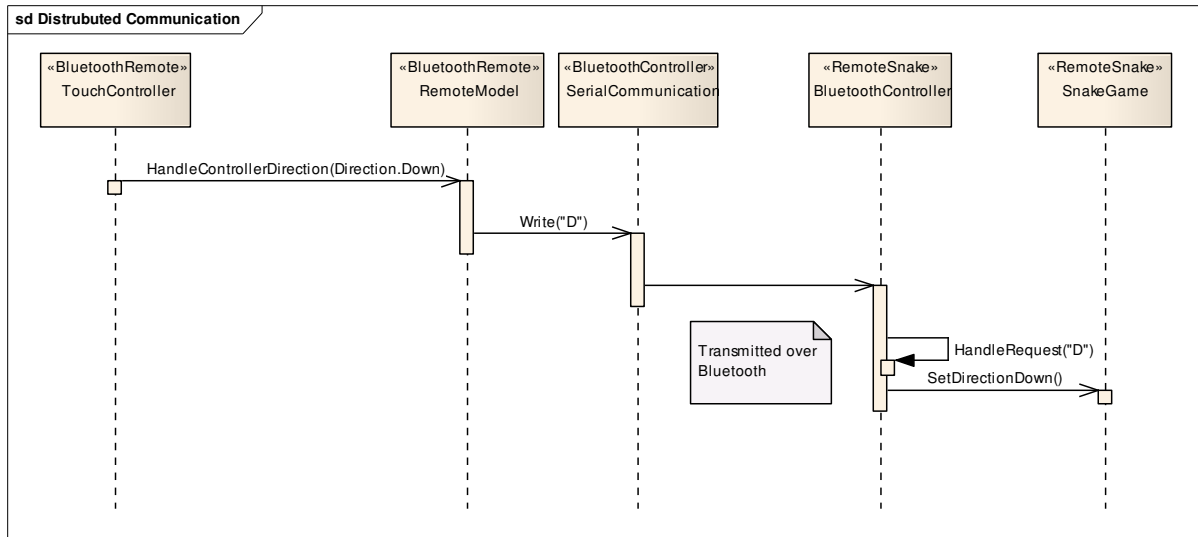 sd Distrubuted Communication
«BluetoothRemote»
TouchController
«BluetoothRemote»
RemoteModel
«BluetoothController»
SerialCommunication
«RemoteSnake»
BluetoothController
«RemoteSnake»
SnakeGame
HandleControllerDirection(Direction.Down)
Write("D")
Transmitted over
Bluetooth
HandleRequest("D")
SetDirectionDown()